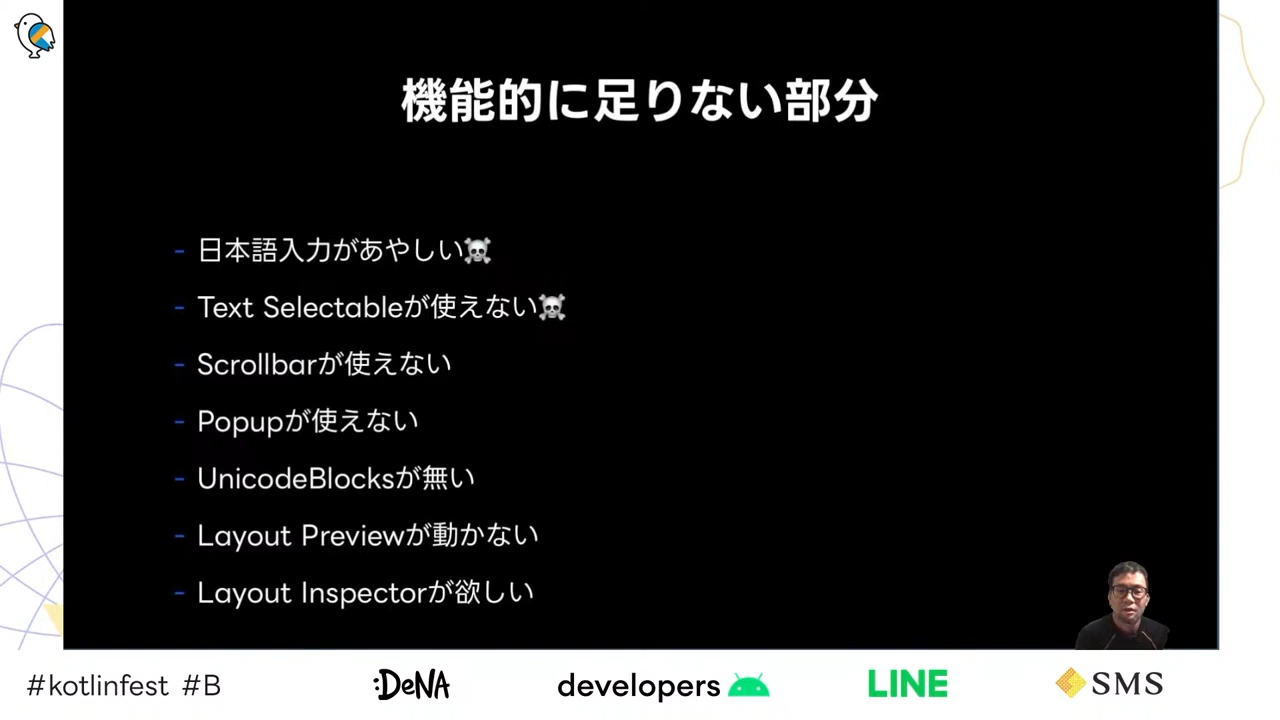 機能的に足りない部分
- 日本語入力があやしい☠
- Text Selectableが使えない☠
- Scrollbarが使えない
- Popupが使えない
- UnicodeBlocksが無い
- Layout Previewが動かない
- Layout Inspectorが欲しい
#kotlinfest #B
:DeNA
developers
LINE
SMS